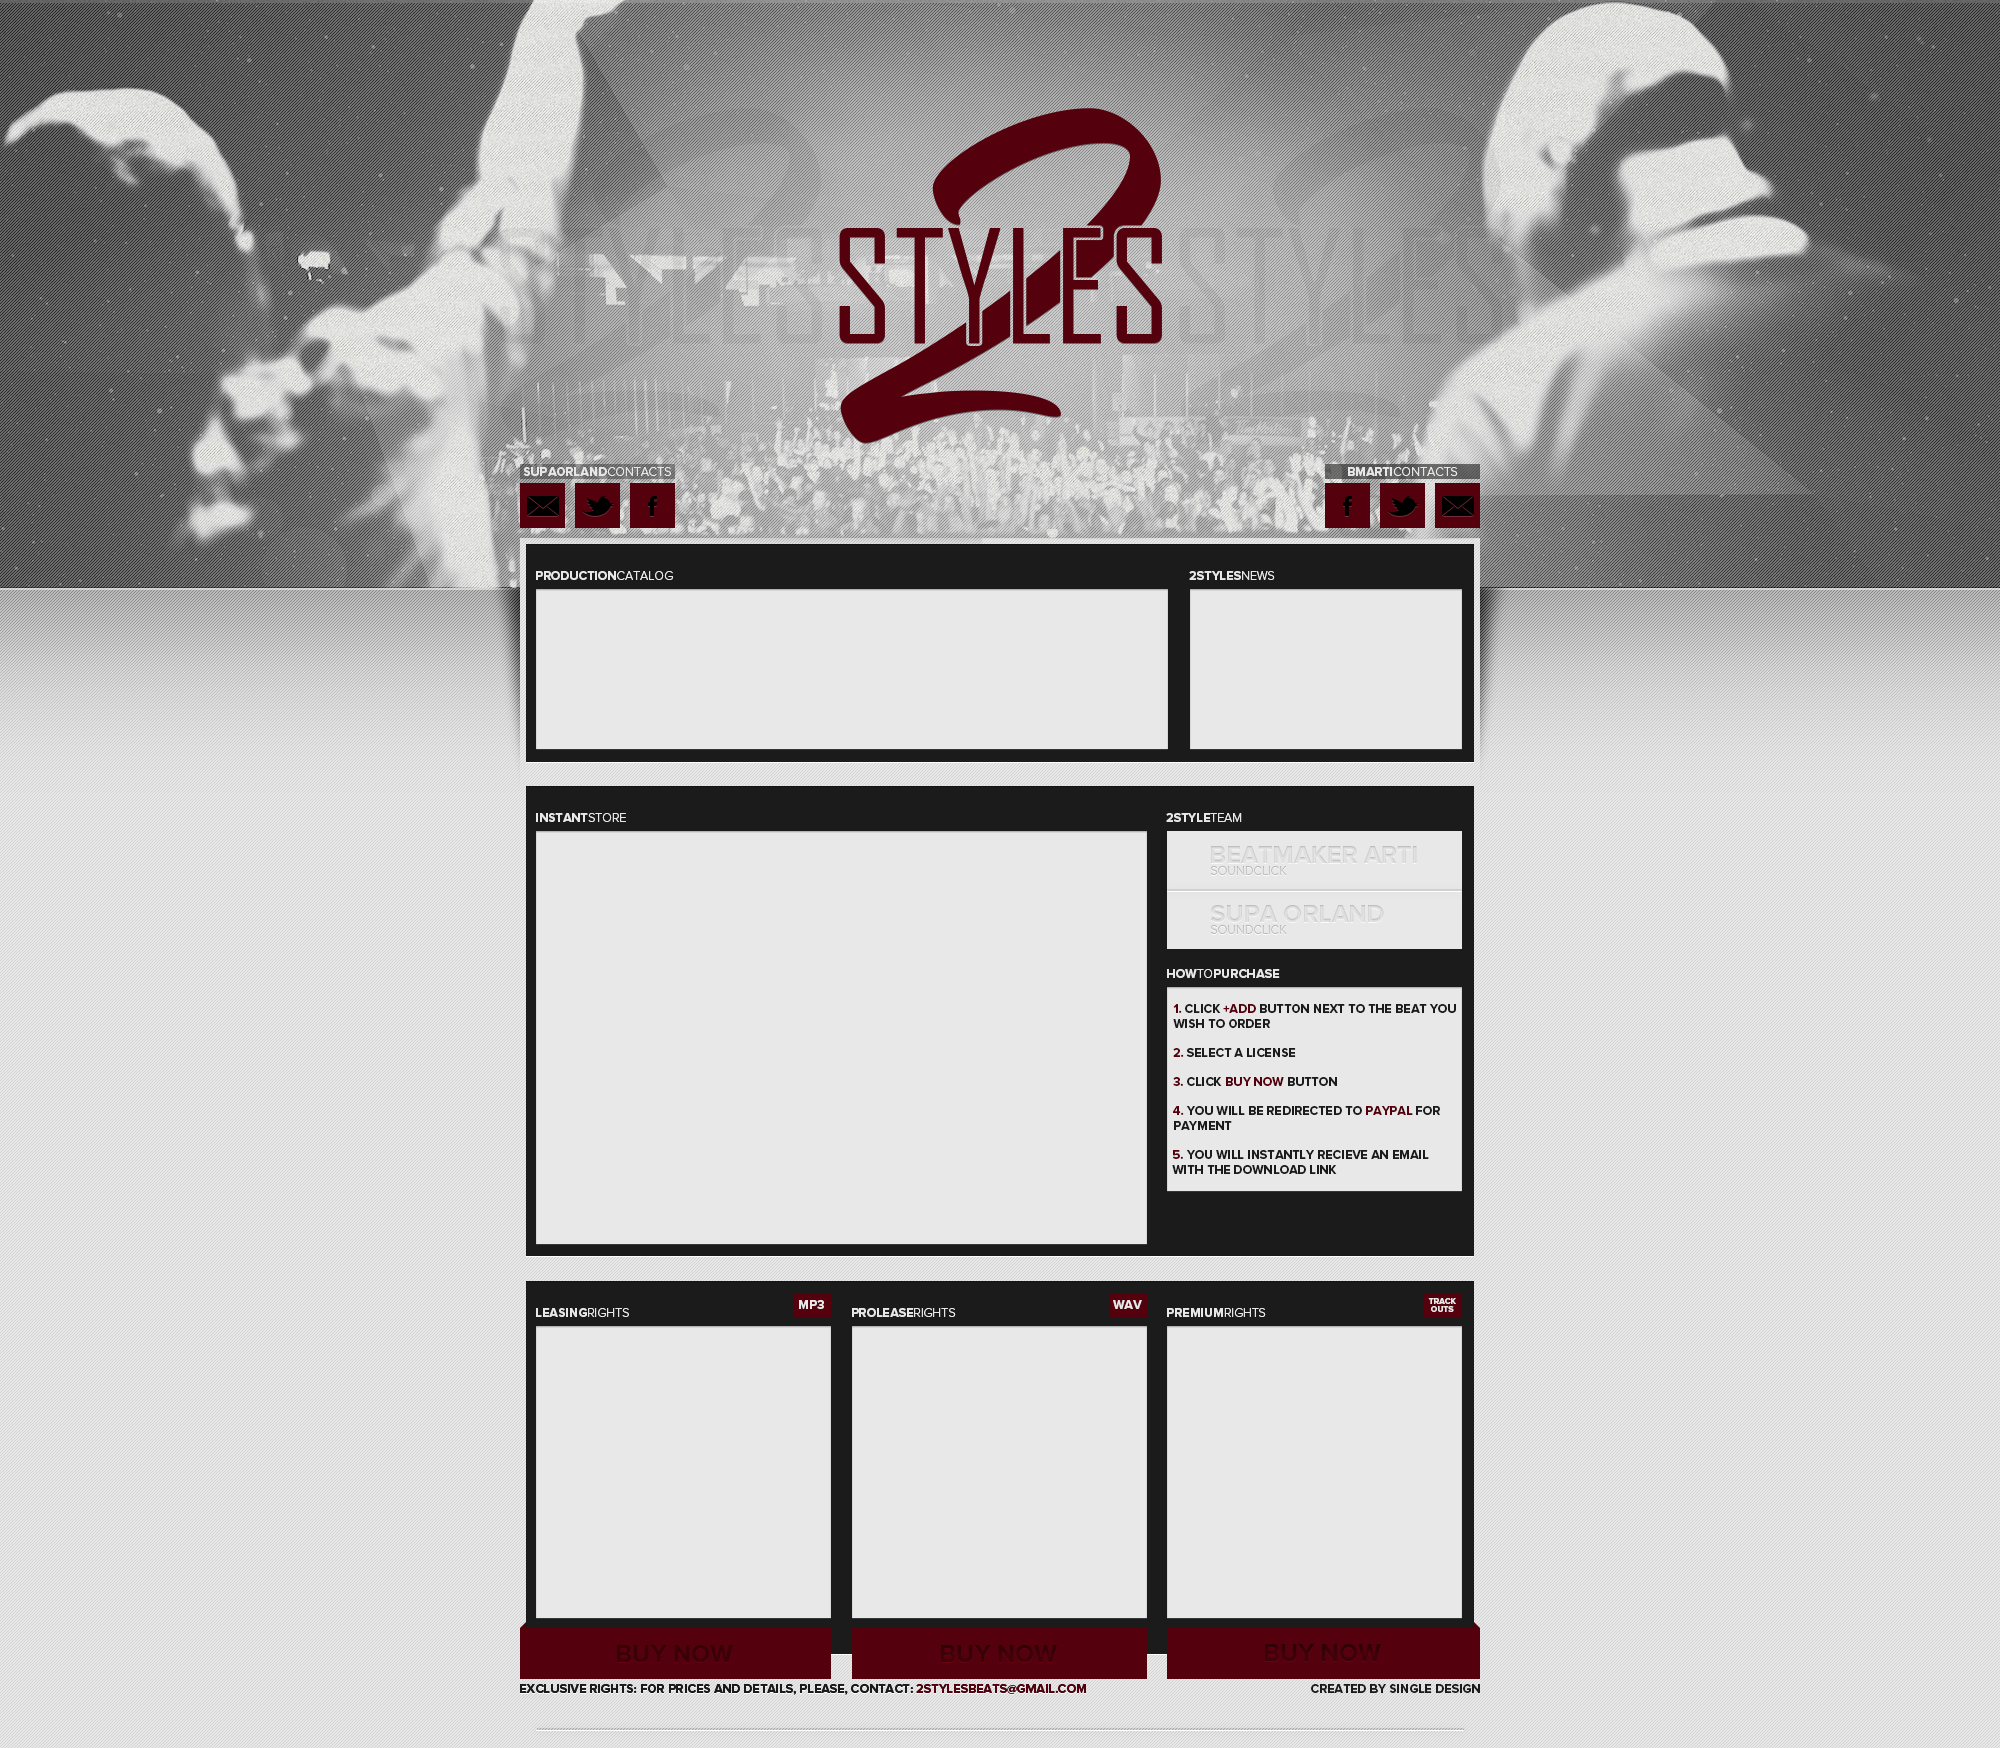 2
STYLES
SUPAORLANDCONTACTS
BMARTICONTACTS
PRODUCTIONCATALOG
2STYLESNEWS
INSTANTSTORE
2STYLETEAM
BEATMAKER ARTI
SOUNDCLICK
SUPA ORLAND
SOUNDCLICK
HOWTOPURCHASE
1. CLICK +ADD BUTTON NEXT TO THE BEAT YOU
WISH TO ORDER
2. SELECT A LICENSE
3. CLICK BUY NOW BUTTON
4. YOU WILL BE REDIRECTED TO PAYPAL FOR
PAYMENT
5. YOU WILL INSTANTLY RECIEVE AN EMAIL
WITH THE DOWNLOAD LINK
LEASINGRIGHTS
MP3
PROLEASERIGHTS
WAV
PREMIUMRIGHTS
TRACK
OUTS
BUY NOW
BUY NOW
BUY NOW
EXCLUSIVE RIGHTS: FOR PRICES AND DETAILS, PLEASE, CONTACT: 2STYLESBEATS@GMAIL.COM
CREATED BY SINGLE DESIGN